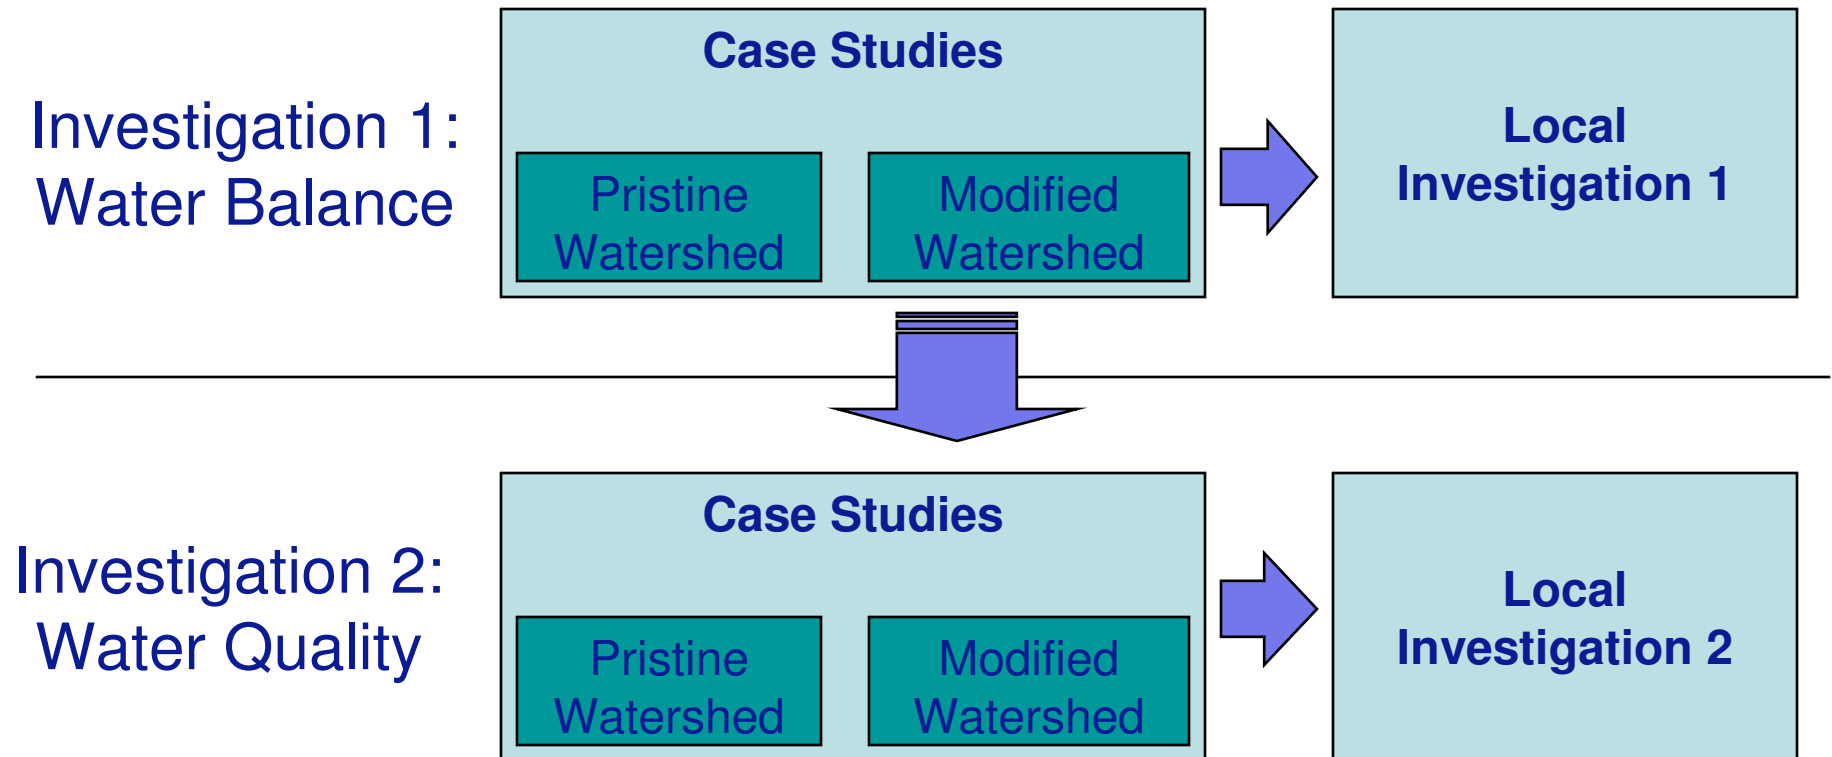 Investigation 1:
Water Balance
Case Studies
Pristine
Watershed
Modified
Watershed
Local
Investigation 1
Investigation 2:
Water Quality
Case Studies
Pristine
Watershed
Modified
Watershed
Local
Investigation 2